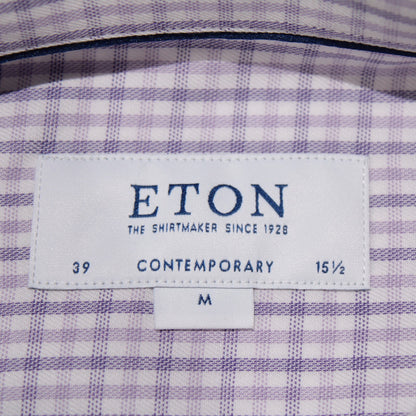 ETON
THE SHIRTMAKER SINCE 1928
39 CONTEMPORARY 15½
M